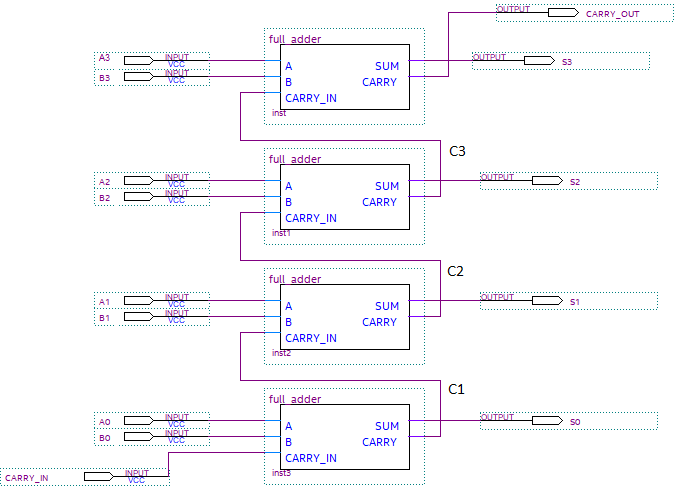 OUTPUT CARRY_OUT
full_adder
A3 INPUT VCC A SUM OUTPUT S3
B3 INPUT VCC B CARRY
CARRY_IN
inst
C3
full_adder
A2 INPUT VCC A SUM OUTPUT S2
B2 INPUT VCC B CARRY
CARRY_IN
inst1
C2
full_adder
A1 INPUT VCC A SUM OUTPUT S1
B1 INPUT VCC B CARRY
CARRY_IN
inst2
C1
full_adder
A0 INPUT VCC A SUM OUTPUT S0
B0 INPUT VCC B CARRY
CARRY_IN
CARRY_IN INPUT VCC
inst3